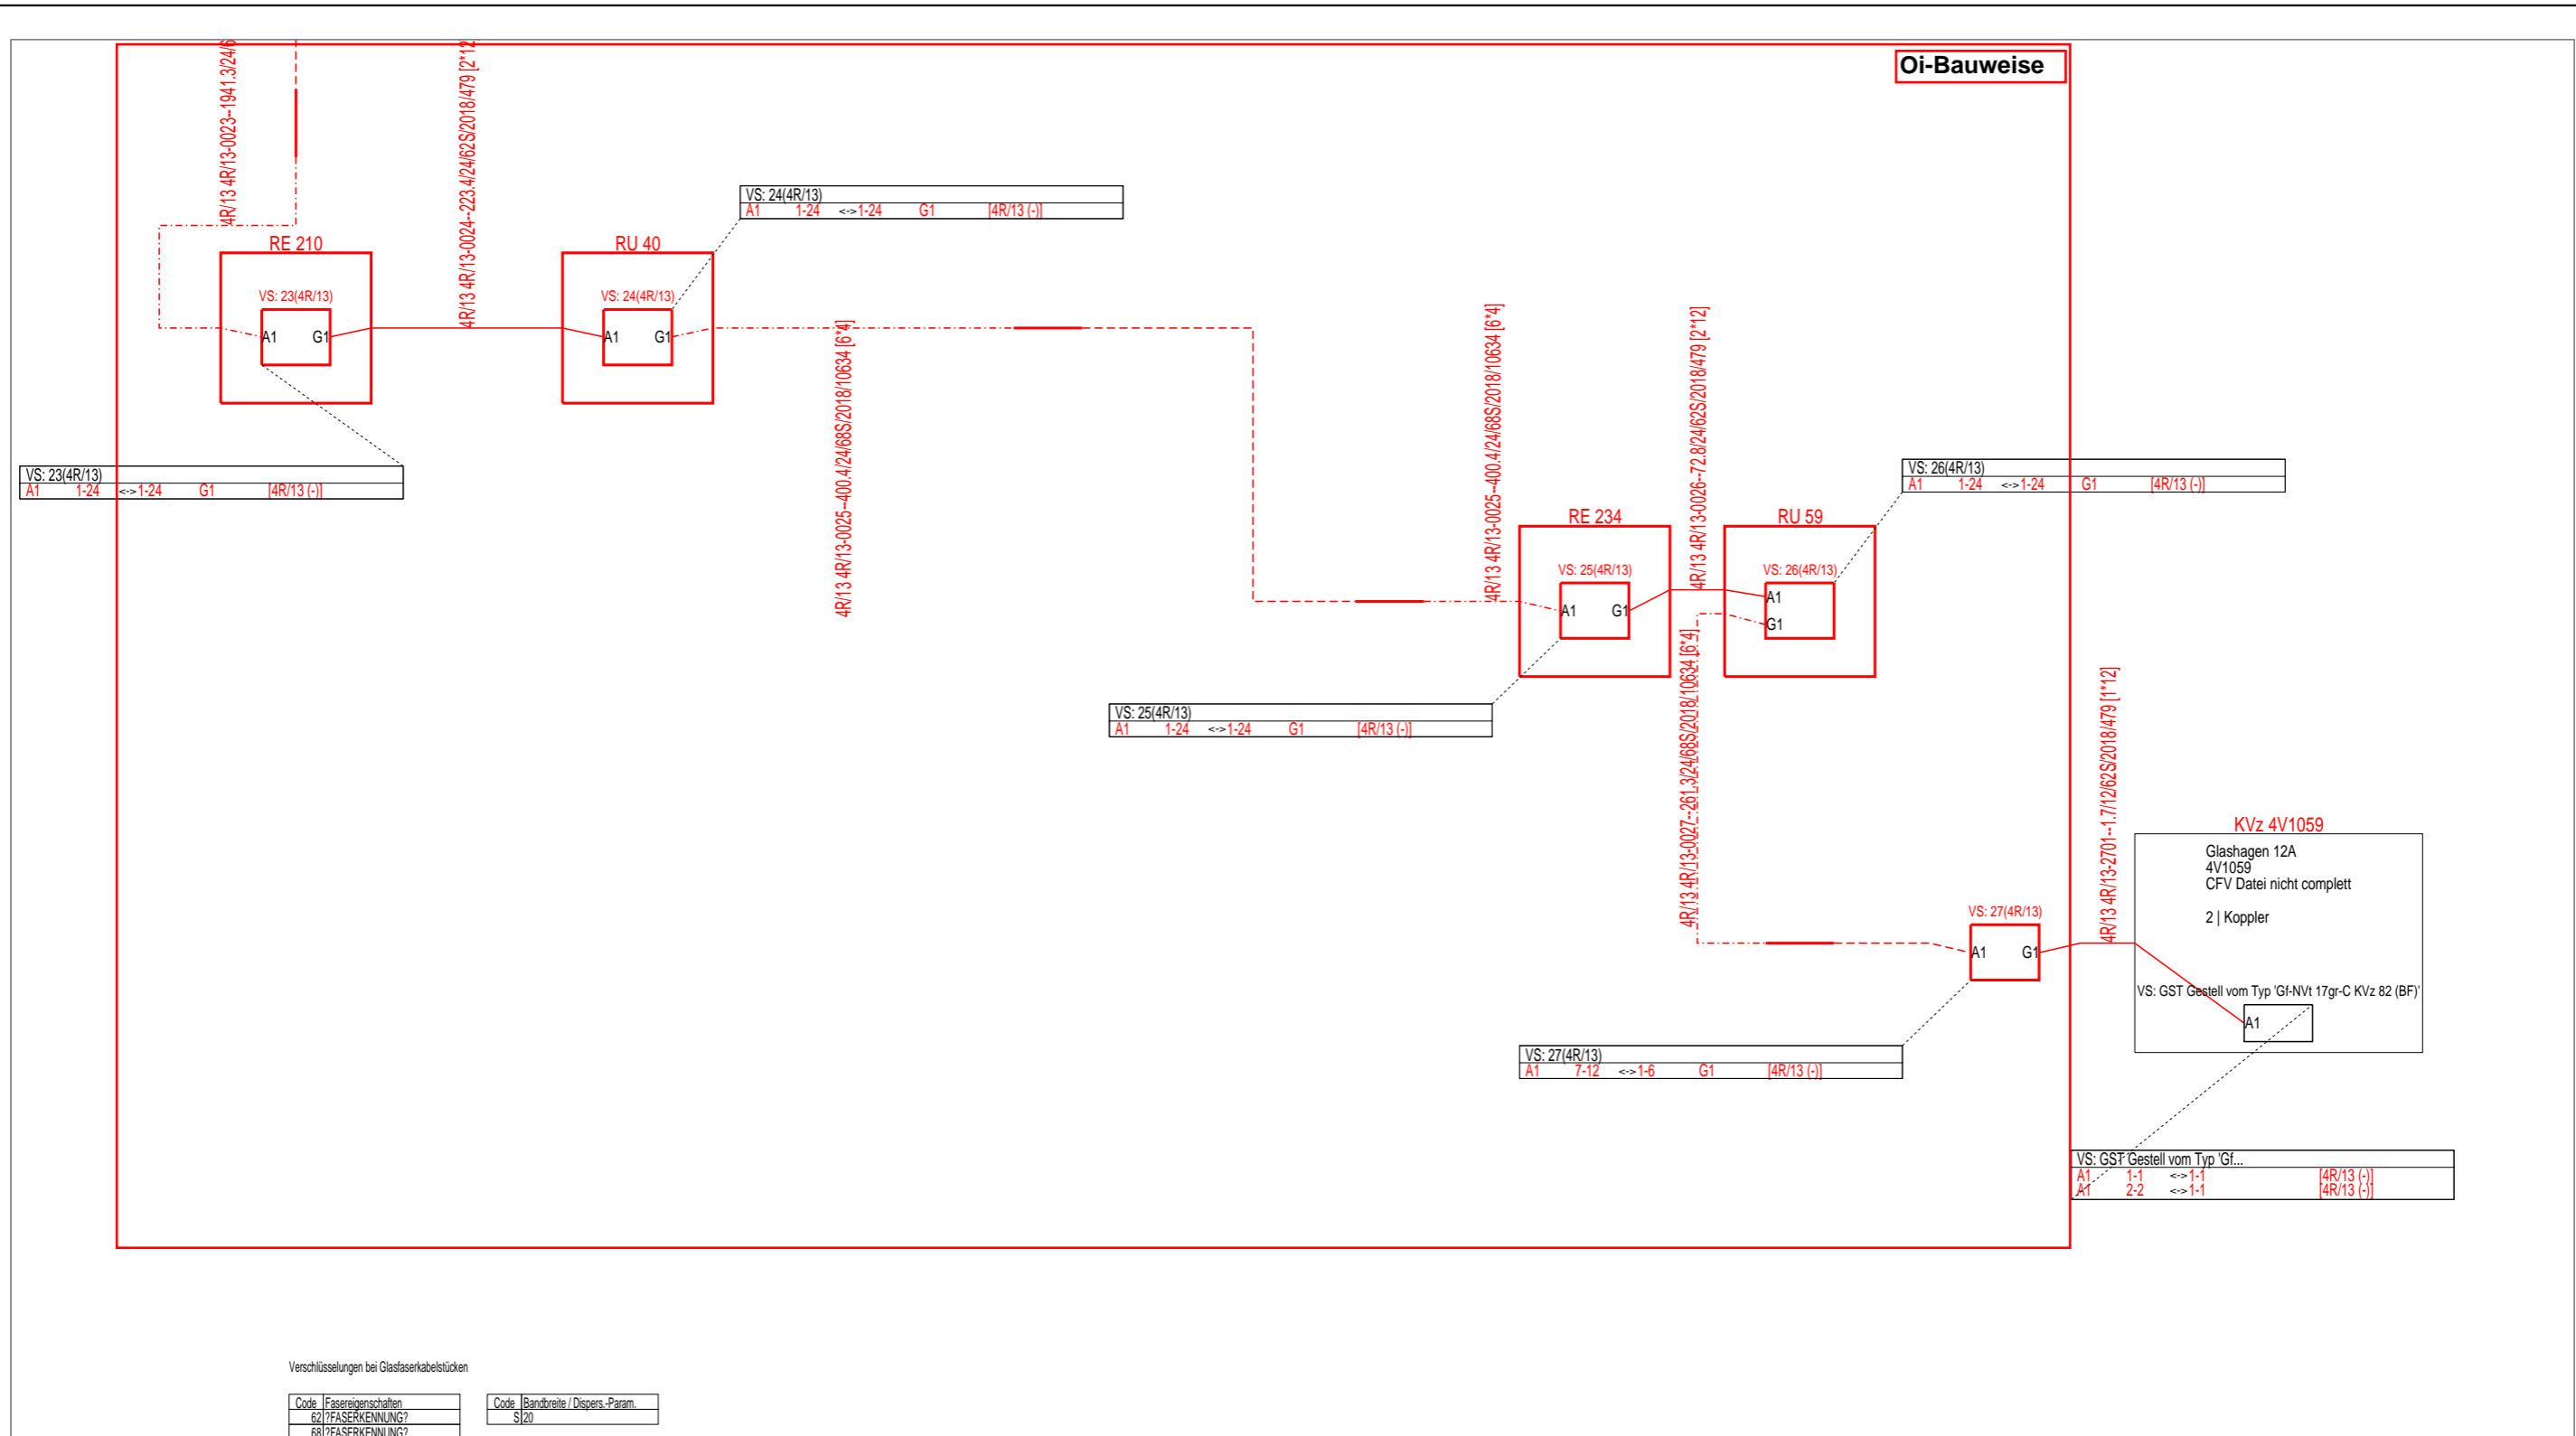 Oi-Bauweise
4R/13 4R/13-0023--1941.3/24/6
4R/13 4R/13-0024--223.4/24/62S/2018/479 [2*12
VS: 24(4R/13)
A1 1-24 <->1-24 G1 [4R/13 (-)]
RE 210
VS: 23(4R/13)
A1 G1
RU 40
VS: 24(4R/13)
A1 G1
4R/13 4R/13-0025--400.4/24/68S/2018/10634 [6*4]
4R/13 4R/13-0025--400.4/24/68S/2018/10634 [6*4]
4R/13 4R/13-0026--72.8/24/62S/2018/479 [2*12]
VS: 23(4R/13)
A1 1-24 <->1-24 G1 [4R/13 (-)]
VS: 26(4R/13)
A1 1-24 <->1-24 G1 [4R/13 (-)]
RE 234
VS: 25(4R/13)
A1 G1
RU 59
VS: 26(4R/13)
A1
G1
4R/13 4R/13-0027--261.3/24/68S/2018/10634 [6*4]
4R/13 4R/13-2701--1.7/12/62S/2018/479 [1*12]
VS: 25(4R/13)
A1 1-24 <->1-24 G1 [4R/13 (-)]
KVz 4V1059
Glashagen 12A
4V1059
CFV Datei nicht complett
2 | Koppler
VS: 27(4R/13)
A1 G1
VS: GST Gestell vom Typ 'Gf-NVt 17gr-C KVz 82 (BF)'
A1
VS: 27(4R/13)
A1 7-12 <->1-6 G1 [4R/13 (-)]
VS: GST Gestell vom Typ 'Gf...
A1 1-1 <->1-1 [4R/13 (-)]
A1 2-2 <->1-1 [4R/13 (-)]
Verschlüsselungen bei Glasfaserkabelstücken
Code Fasereigenschaften
62 ?FASERKENNUNG?
68 ?FASERKENNUNG?
Code Bandbreite / Dispers.-Param.
S 20